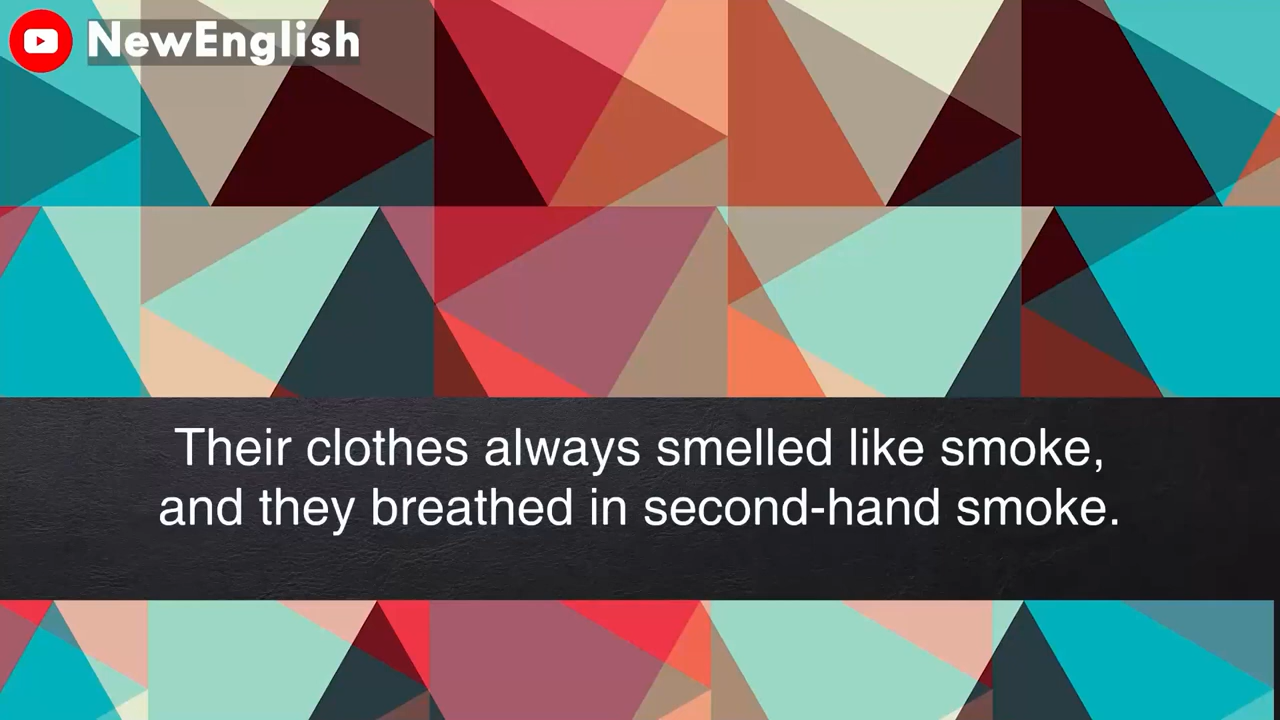 NewEnglish
Their clothes always smelled like smoke,
and they breathed in second-hand smoke.